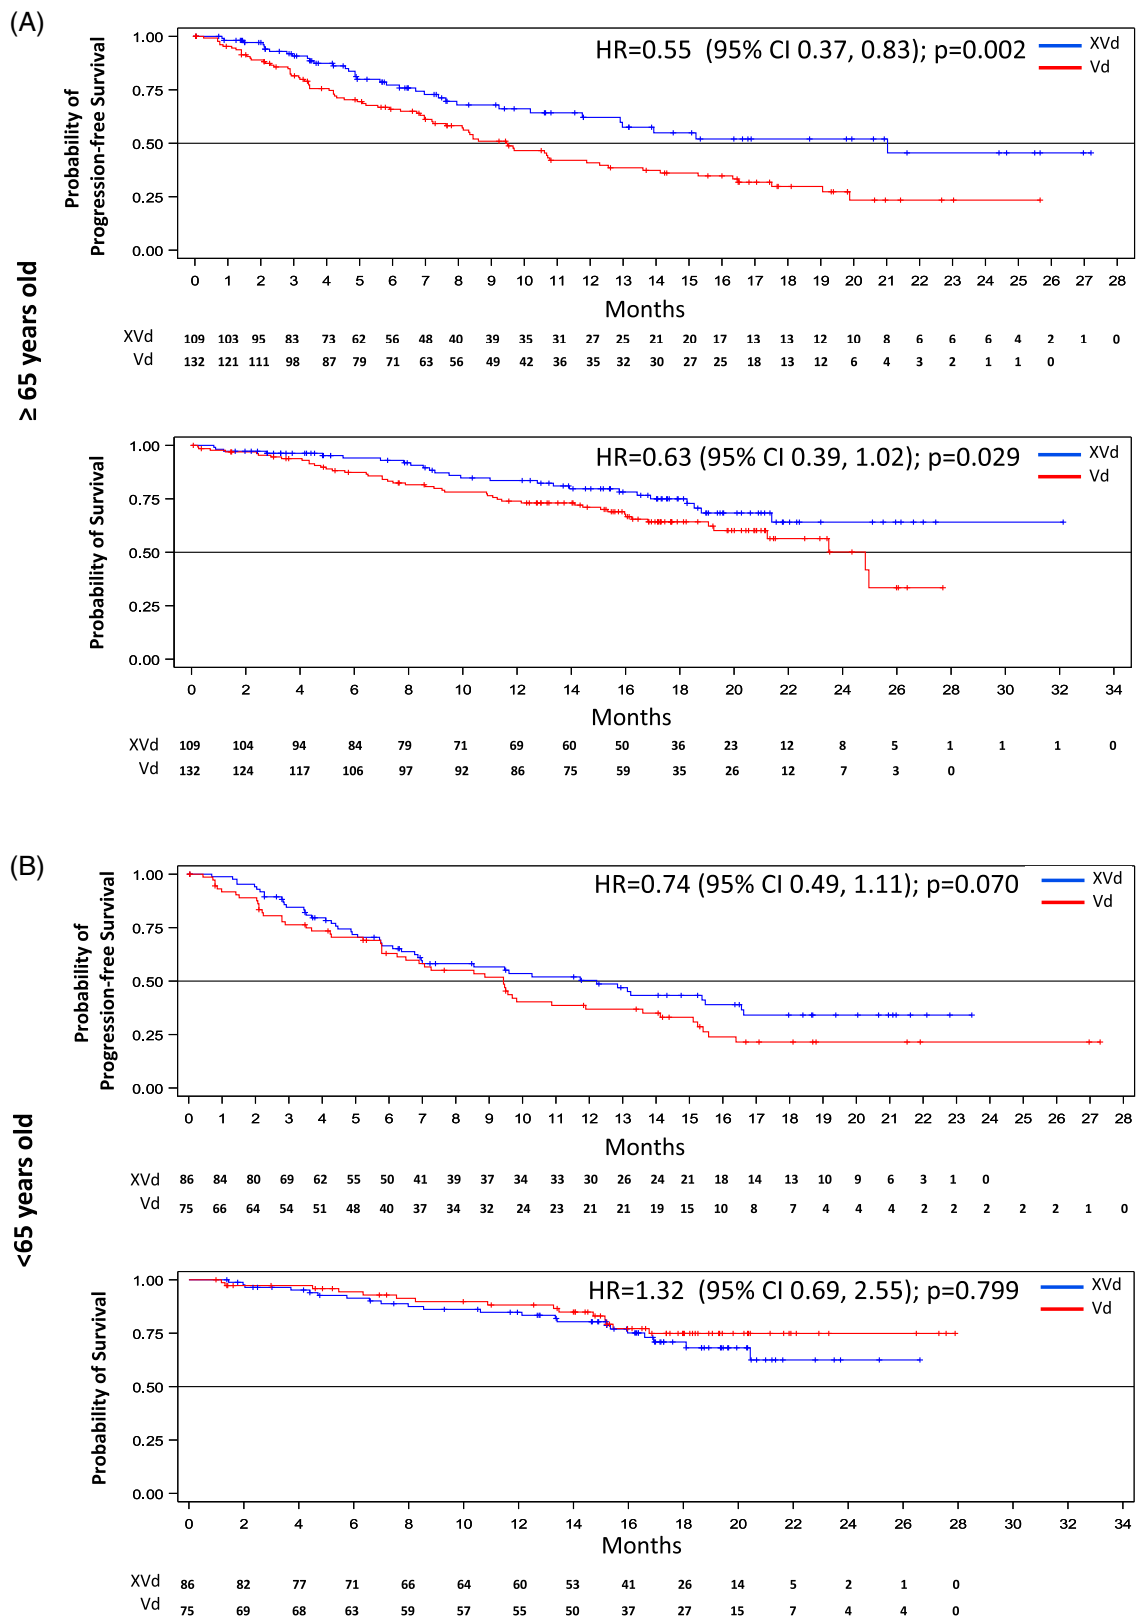 (A)
≥ 65 years old
Probability of
Progression-free Survival
1.00
0.75
0.50
0.25
0.00
HR=0.55 (95% CI 0.37, 0.83); p=0.002
XVd
Vd
0 1 2 3 4 5 6 7 8 9 10 11 12 13 14 15 16 17 18 19 20 21 22 23 24 25 26 27 28
Months
XVd 109 103 95 83 73 62 56 48 40 39 35 31 27 25 21 20 17 13 13 12 10 8 6 6 6 4 2 1 0
Vd 132 121 111 98 87 79 71 63 56 49 42 36 35 32 30 27 25 18 13 12 6 4 3 2 1 1 0
Probability of Survival
1.00
0.75
0.50
0.25
0.00
HR=0.63 (95% CI 0.39, 1.02); p=0.029
XVd
Vd
0 2 4 6 8 10 12 14 16 18 20 22 24 26 28 30 32 34
Months
XVd 109 104 94 84 79 71 69 60 50 36 23 12 8 5 1 1 1 0
Vd 132 124 117 106 97 92 86 75 59 35 26 12 7 3 0
(B)
<65 years old
Probability of
Progression-free Survival
1.00
0.75
0.50
0.25
0.00
HR=0.74 (95% CI 0.49, 1.11); p=0.070
XVd
Vd
0 1 2 3 4 5 6 7 8 9 10 11 12 13 14 15 16 17 18 19 20 21 22 23 24 25 26 27 28
Months
XVd 86 84 80 69 62 55 50 41 39 37 34 33 30 26 24 21 18 14 13 10 9 6 3 1 0
Vd 75 66 64 54 51 48 40 37 34 32 24 23 21 21 19 15 10 8 7 4 4 4 2 2 2 2 2 1 0
Probability of Survival
1.00
0.75
0.50
0.25
0.00
HR=1.32 (95% CI 0.69, 2.55); p=0.799
XVd
Vd
0 2 4 6 8 10 12 14 16 18 20 22 24 26 28 30 32 34
Months
XVd 86 82 77 71 66 64 60 53 41 26 14 5 2 1 0
Vd 75 69 68 63 59 57 55 50 37 27 15 7 4 4 0